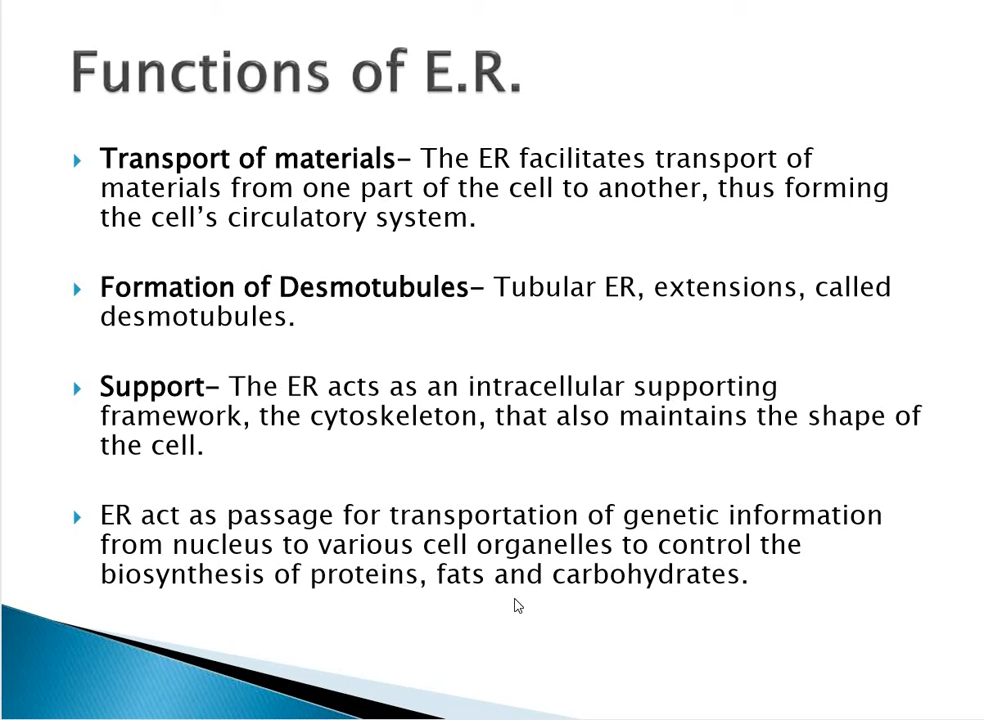 Functions of E.R.
Transport of materials- The ER facilitates transport of
materials from one part of the cell to another, thus forming
the cell's circulatory system.
Formation of Desmotubules- Tubular ER, extensions, called
desmotubules.
Support- The ER acts as an intracellular supporting
framework, the cytoskeleton, that also maintains the shape of
the cell.
ER act as passage for transportation of genetic information
from nucleus to various cell organelles to control the
biosynthesis of proteins, fats and carbohydrates.